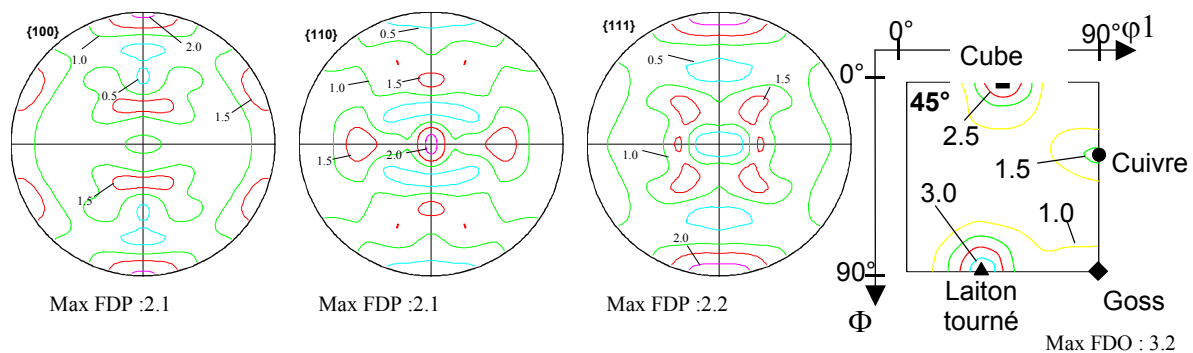 {100}
1.0
2.0
0.5
1.5
1.5
Max FDP :2.1
{110}
0.5
1.0
1.5
1.5
2.0
Max FDP :2.1
{111}
0.5
1.5
1.0
2.0
Max FDP :2.2
0°
90°
φ1
Cube
0°
45°
2.5
1.5
Cuivre
3.0
1.0
90°
Φ
Laiton
tourné
Goss
Max FDO : 3.2